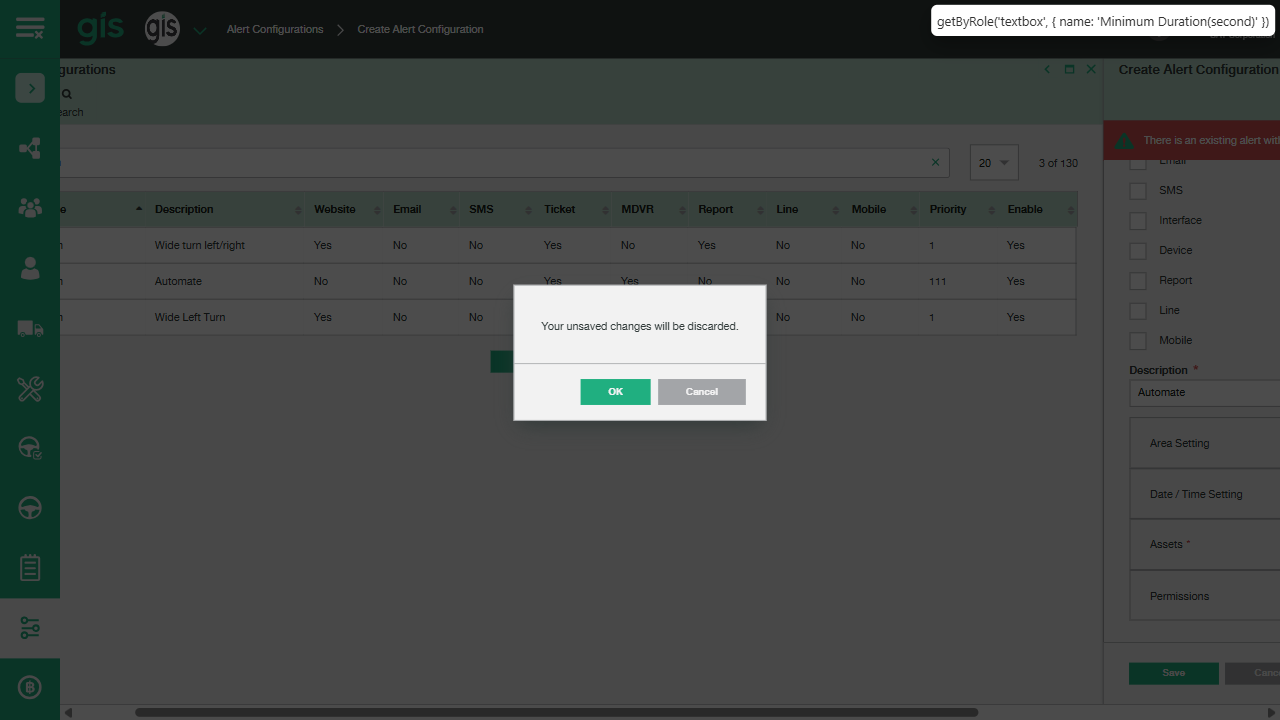 getByRole('textbox', { name: 'Minimum Duration(second)' })
gis gis Alert Configurations Create Alert Configuration
gurations
earch
Create Alert Configuration
There is an existing alert with
20
3 of 130
e Description Website Email SMS Ticket MDVR Report Line Mobile Priority Enable
n Wide turn left/right Yes No No Yes No Yes No No 1 Yes
n Automate No No No Yes Yes No No No 111 Yes
n Wide Left Turn Yes No No No No 1 Yes
Your unsaved changes will be discarded.
OK Cancel
Email
SMS
Interface
Device
Report
Line
Mobile
Description *
Automate
Area Setting
Date / Time Setting
Assets *
Permissions
Save Canc